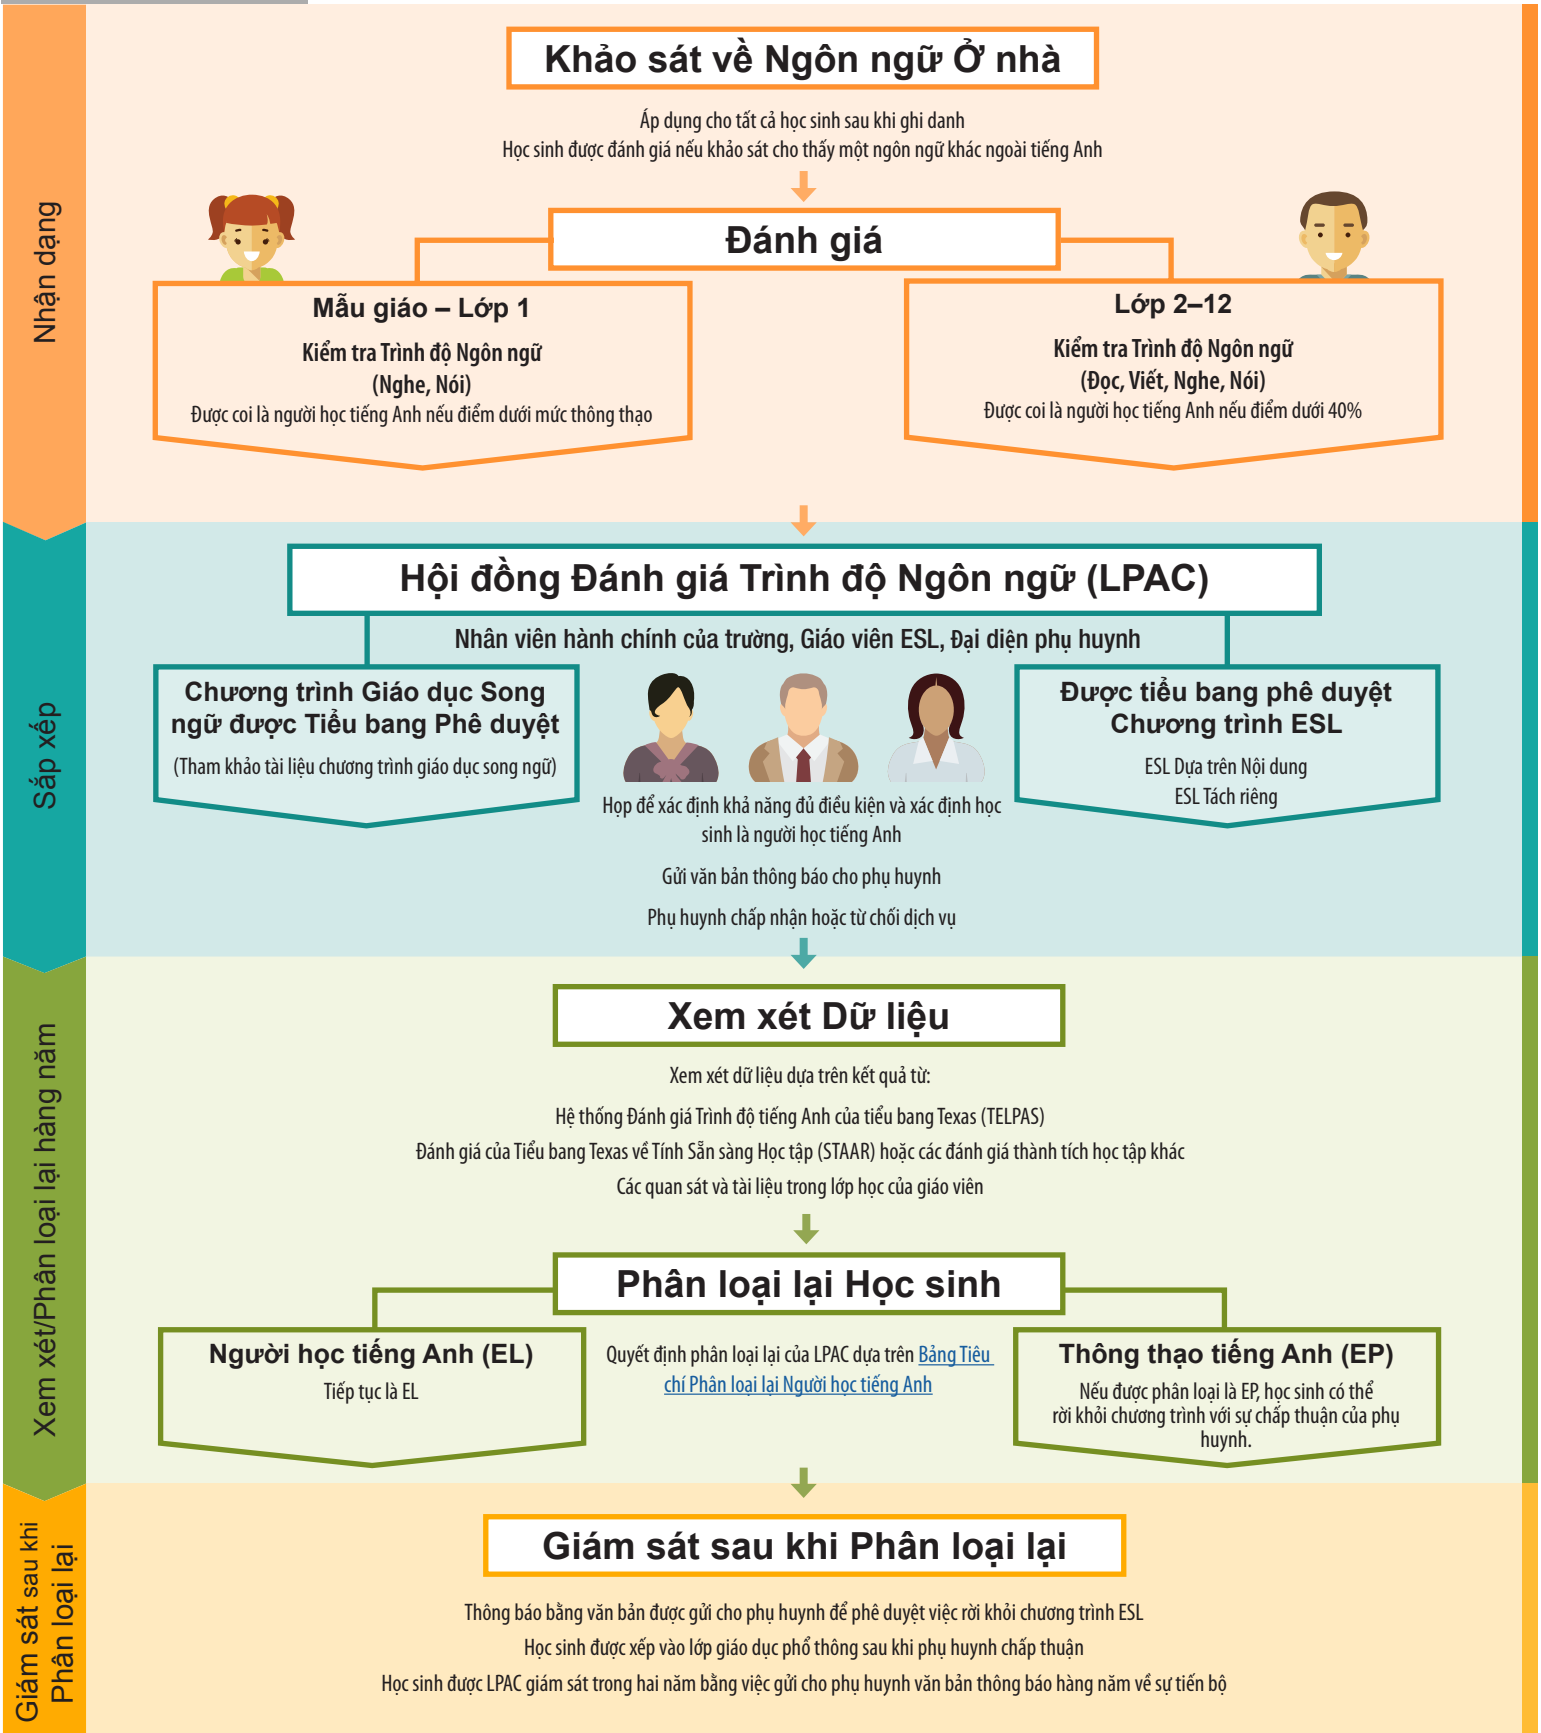 Nhận dạng
Khảo sát về Ngôn ngữ Ở nhà
Áp dụng cho tất cả học sinh sau khi ghi danh
Học sinh được đánh giá nếu khảo sát cho thấy một ngôn ngữ khác ngoài tiếng Anh
Đánh giá
Mẫu giáo – Lớp 1
Kiểm tra Trình độ Ngôn ngữ
(Nghe, Nói)
Được coi là người học tiếng Anh nếu điểm dưới mức thông thạo
Lớp 2–12
Kiểm tra Trình độ Ngôn ngữ
(Đọc, Viết, Nghe, Nói)
Được coi là người học tiếng Anh nếu điểm dưới 40%
Sắp xếp
Hội đồng Đánh giá Trình độ Ngôn ngữ (LPAC)
Nhân viên hành chính của trường, Giáo viên ESL, Đại diện phụ huynh
Chương trình Giáo dục Song
ngữ được Tiểu bang Phê duyệt
(Tham khảo tài liệu chương trình giáo dục song ngữ)
Được tiểu bang phê duyệt
Chương trình ESL
ESL Dựa trên Nội dung
ESL Tách riêng
Họp để xác định khả năng đủ điều kiện và xác định học
sinh là người học tiếng Anh
Gửi văn bản thông báo cho phụ huynh
Phụ huynh chấp nhận hoặc từ chối dịch vụ
Xem xét/Phân loại lại hàng năm
Xem xét Dữ liệu
Xem xét dữ liệu dựa trên kết quả từ:
Hệ thống Đánh giá Trình độ tiếng Anh của tiểu bang Texas (TELPAS)
Đánh giá của Tiểu bang Texas về Tính Sẵn sàng Học tập (STAAR) hoặc các đánh giá thành tích học tập khác
Các quan sát và tài liệu trong lớp học của giáo viên
Phân loại lại Học sinh
Người học tiếng Anh (EL)
Tiếp tục là EL
Quyết định phân loại lại của LPAC dựa trên Bảng Tiêu
chí Phân loại lại Người học tiếng Anh
Thông thạo tiếng Anh (EP)
Nếu được phân loại là EP, học sinh có thể
rời khỏi chương trình với sự chấp thuận của phụ
huynh.
Giám sát sau khi
Phân loại lại
Giám sát sau khi Phân loại lại
Thông báo bằng văn bản được gửi cho phụ huynh để phê duyệt việc rời khỏi chương trình ESL
Học sinh được xếp vào lớp giáo dục phổ thông sau khi phụ huynh chấp thuận
Học sinh được LPAC giám sát trong hai năm bằng việc gửi cho phụ huynh văn bản thông báo hàng năm về sự tiến bộ